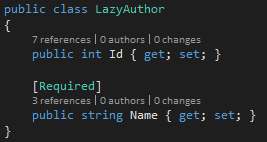 public class LazyAuthor
{
7 references | 0 authors | 0 changes
public int Id { get; set; }
[Required]
3 references | 0 authors | 0 changes
public string Name { get; set; }
}